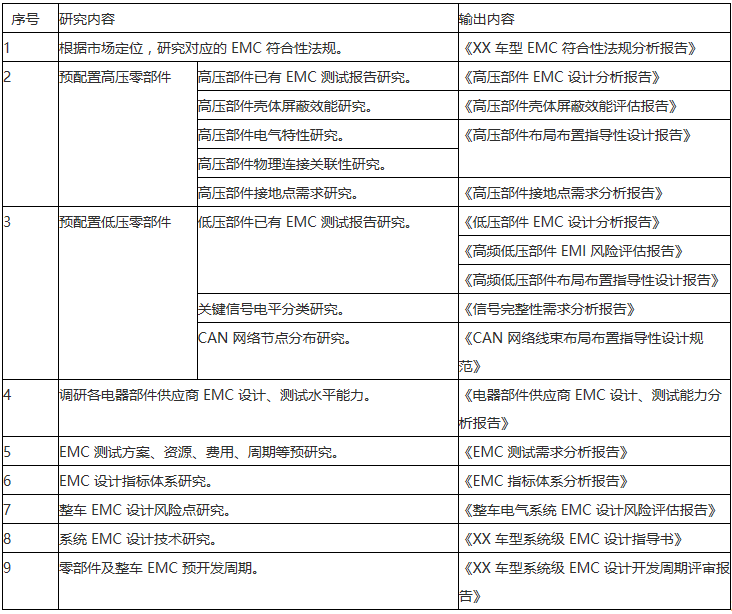 序号 研究内容 输出内容
1 根据市场定位，研究对应的 EMC 符合性法规。 《XX 车型 EMC 符合性法规分析报告》
2 预配置高压零部件 高压部件已有 EMC 测试报告研究。 《高压部件 EMC 设计分析报告》
高压部件壳体屏蔽效能研究。 《高压部件壳体屏蔽效能评估报告》
高压部件电气特性研究。 《高压部件布局布置指导性设计报告》
高压部件物理连接关联性研究。
高压部件接地点需求研究。 《高压部件接地点需求分析报告》
3 预配置低压零部件 低压部件已有 EMC 测试报告研究。 《低压部件 EMC 设计分析报告》
《高频低压部件 EMI 风险评估报告》
《高频低压部件布局布置指导性设计报告》
关键信号电平分类研究。 《信号完整性需求分析报告》
CAN 网络节点分布研究。 《CAN 网络线束布局布置指导性设计规
范》
4 调研各电器部件供应商 EMC 设计、测试水平能力。 《电器部件供应商 EMC 设计、测试能力分
析报告》
5 EMC 测试方案、资源、费用、周期等预研究。 《EMC 测试需求分析报告》
6 EMC 设计指标体系研究。 《EMC 指标体系分析报告》
7 整车 EMC 设计风险点研究。 《整车电气系统 EMC 设计风险评估报告》
8 系统 EMC 设计技术研究。 《XX 车型系统级 EMC 设计指导书》
9 零部件及整车 EMC 预开发周期。 《XX 车型系统级 EMC 设计开发周期评审报
告》